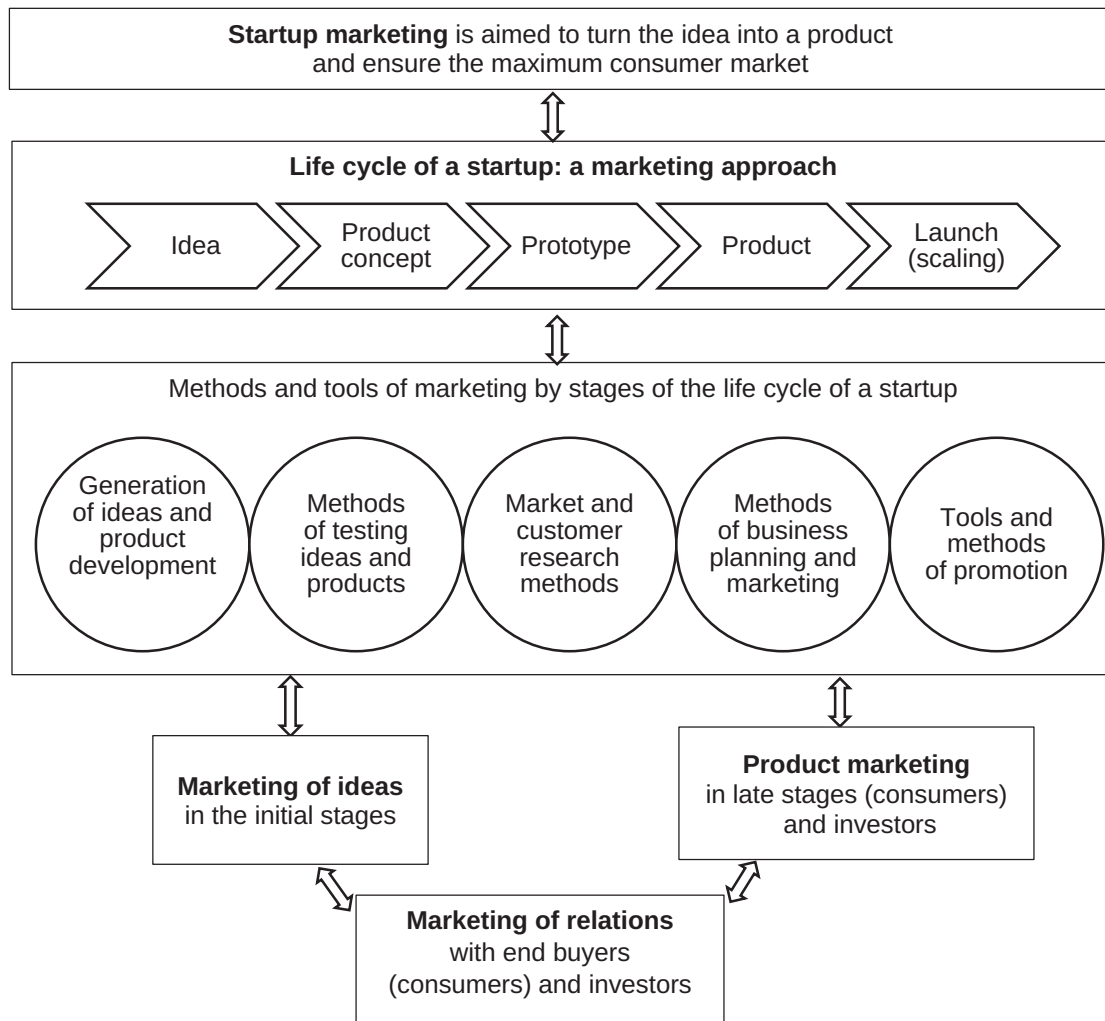 Startup marketing is aimed to turn the idea into a product
and ensure the maximum consumer market
Life cycle of a startup: a marketing approach
Idea
Product
concept
Prototype
Product
Launch
(scaling)
Methods and tools of marketing by stages of the life cycle of a startup
Generation
of ideas and
product
development
Methods
of testing
ideas and
products
Market and
customer
research
methods
Methods
of business
planning and
marketing
Tools and
methods
of promotion
Marketing of ideas
in the initial stages
Product marketing
in late stages (consumers)
and investors
Marketing of relations
with end buyers
(consumers) and investors